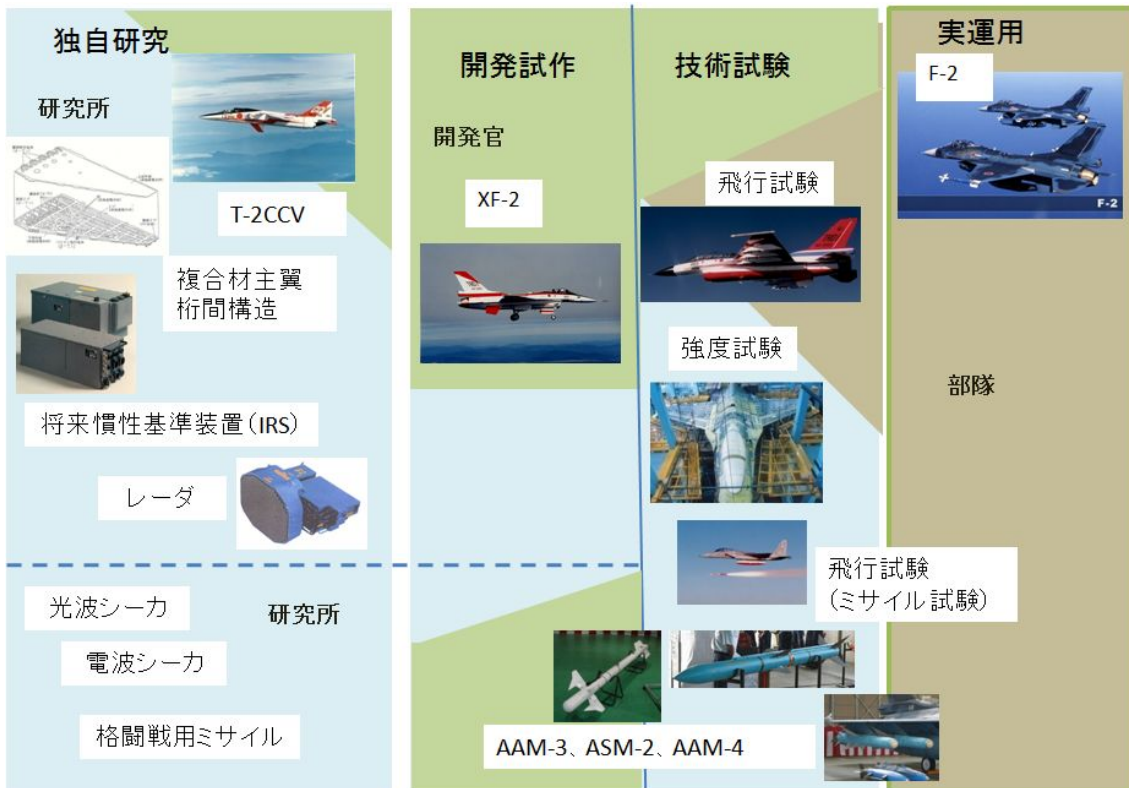 独自研究
開発試作
技術試験
実運用
研究所
T-2CCV
複合材主翼
桁間構造
将来慣性基準装置(IRS)
レーダ
開発官
XF-2
飛行試験
強度試験
飛行試験
(ミサイル試験)
F-2
F-2
部隊
光波シーカ
研究所
電波シーカ
格闘戦用ミサイル
AAM-3、ASM-2、AAM-4